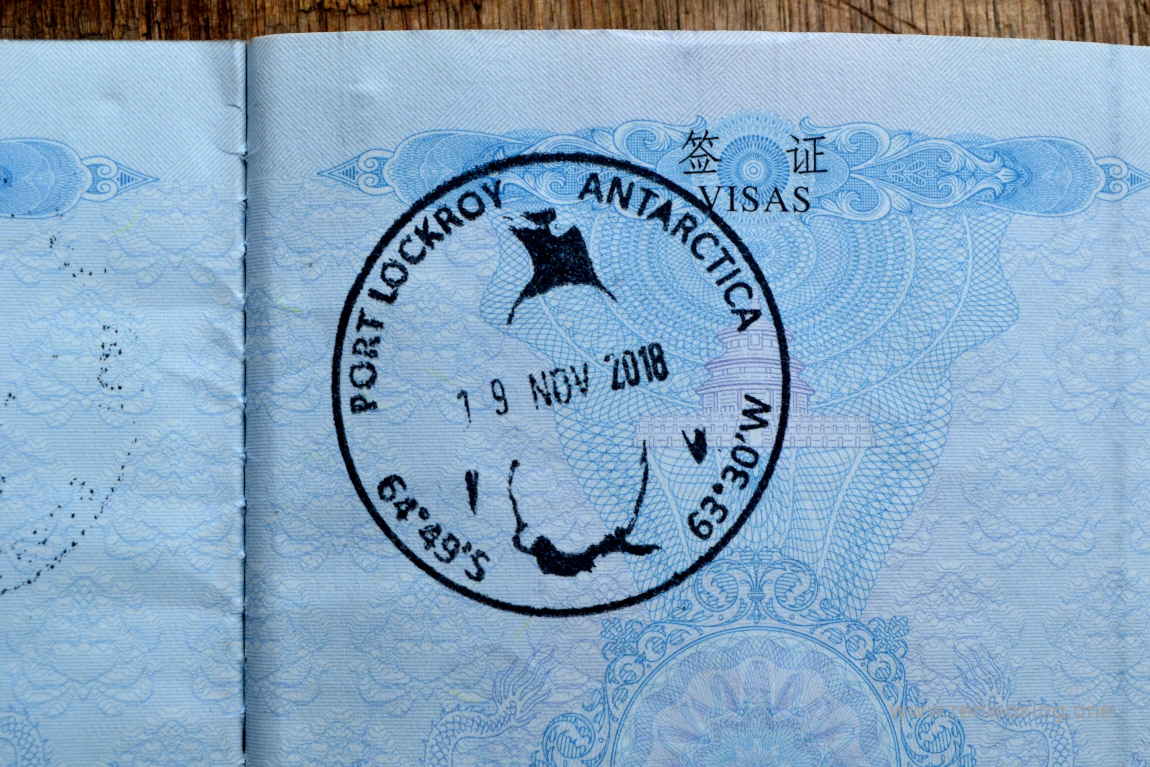 签 证
VISAS
PORT LOCKROY ANTARCTICA
19 NOV 2018
64°49'S 63°30'W